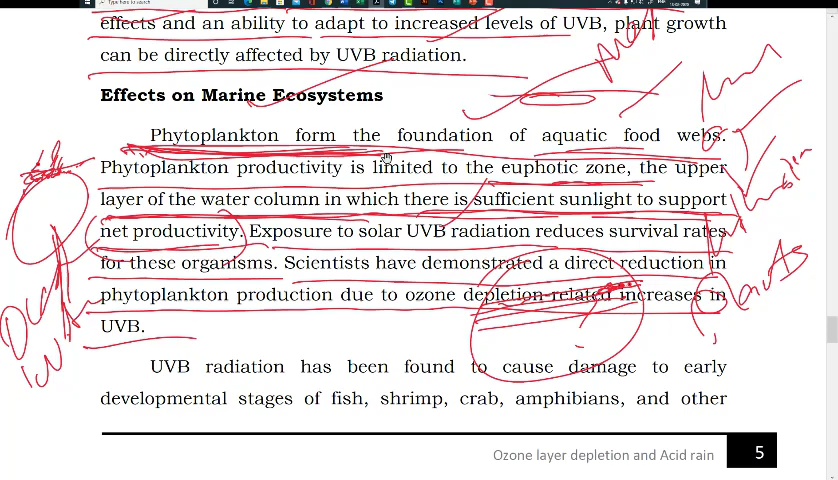 Type here to search
effects and an ability to adapt to increased levels of UVB, plant growth
can be directly affected by UVB radiation.
Effects on Marine Ecosystems
Phytoplankton form the foundation of aquatic food webs.
Phytoplankton productivity is limited to the euphotic zone, the upper
layer of the water column in which there is sufficient sunlight to support
net productivity. Exposure to solar UVB radiation reduces survival rates
for these organisms. Scientists have demonstrated a direct reduction in
phytoplankton production due to ozone depletion-related increases in
UVB.
UVB radiation has been found to cause damage to early
developmental stages of fish, shrimp, crab, amphibians, and other
Ozone layer depletion and Acid rain
5